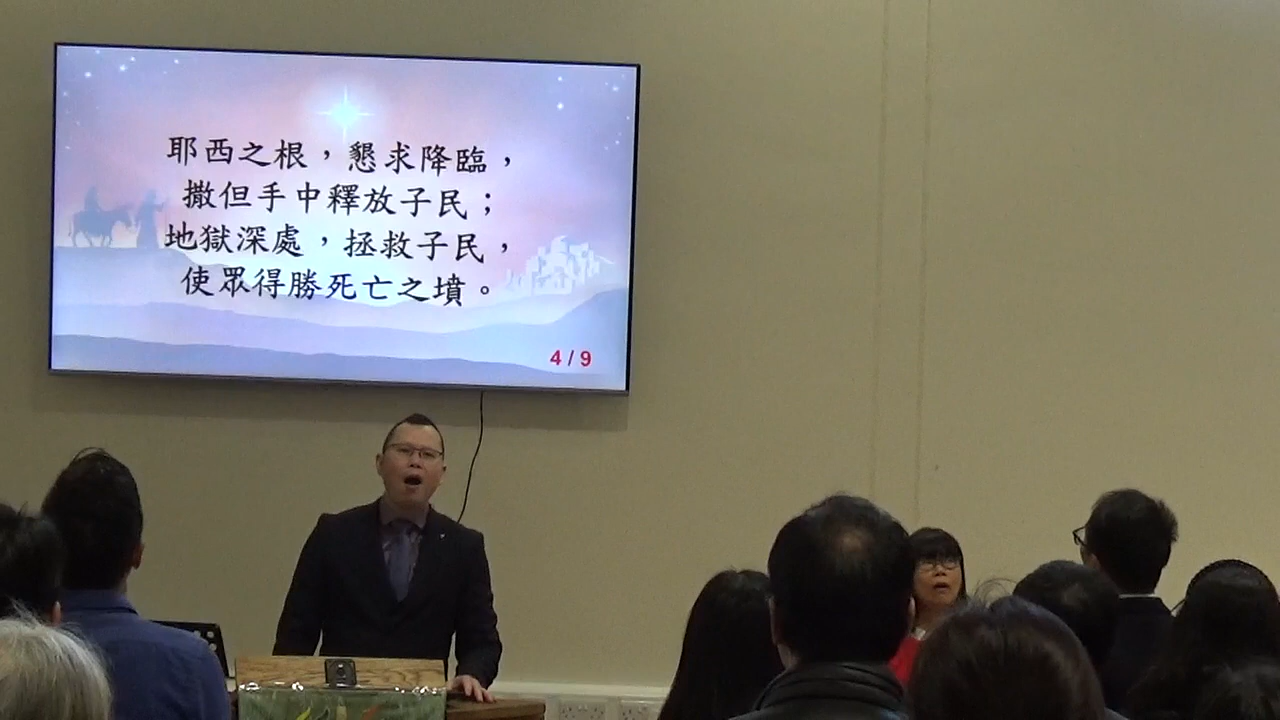 耶西之根，懇求降臨，
撒但手中釋放子民；
地獄深處，拯救子民，
使眾得勝死亡之墳。
4 / 9